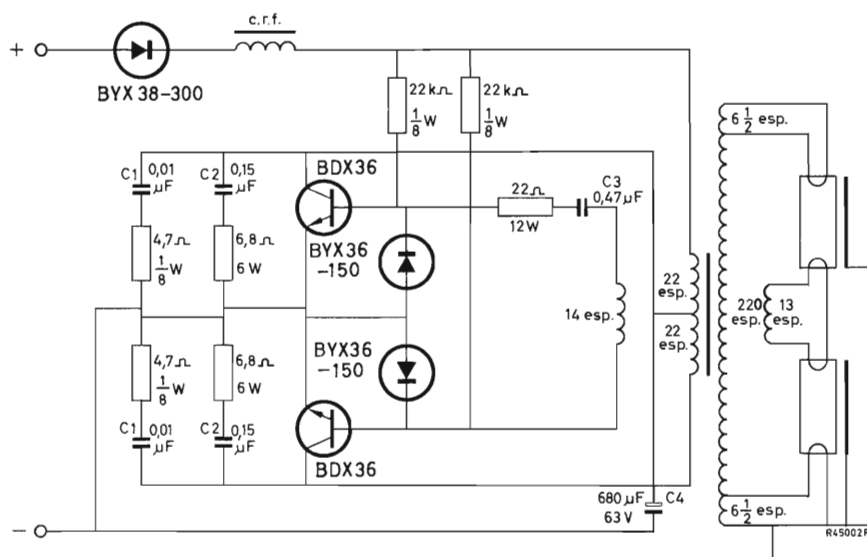 c.r.f.
+
BYX 38-300
22 kΩ
1/8 W
22 kΩ
1/8 W
6 1/2 esp.
C1 0,01 µF
C2 0,15 µF
BDX36
C3 0,47 µF
22 Ω
12 W
4,7 Ω
1/8 W
6,8 Ω
6 W
BYX36 -150
14 esp.
22 esp.
22 esp.
220 esp.
13 esp.
4,7 Ω
1/8 W
6,8 Ω
6 W
BYX36 -150
C1 0,01 µF
C2 0,15 µF
BDX36
680 µF
63 V
C4
6 1/2 esp.
-
R45002F